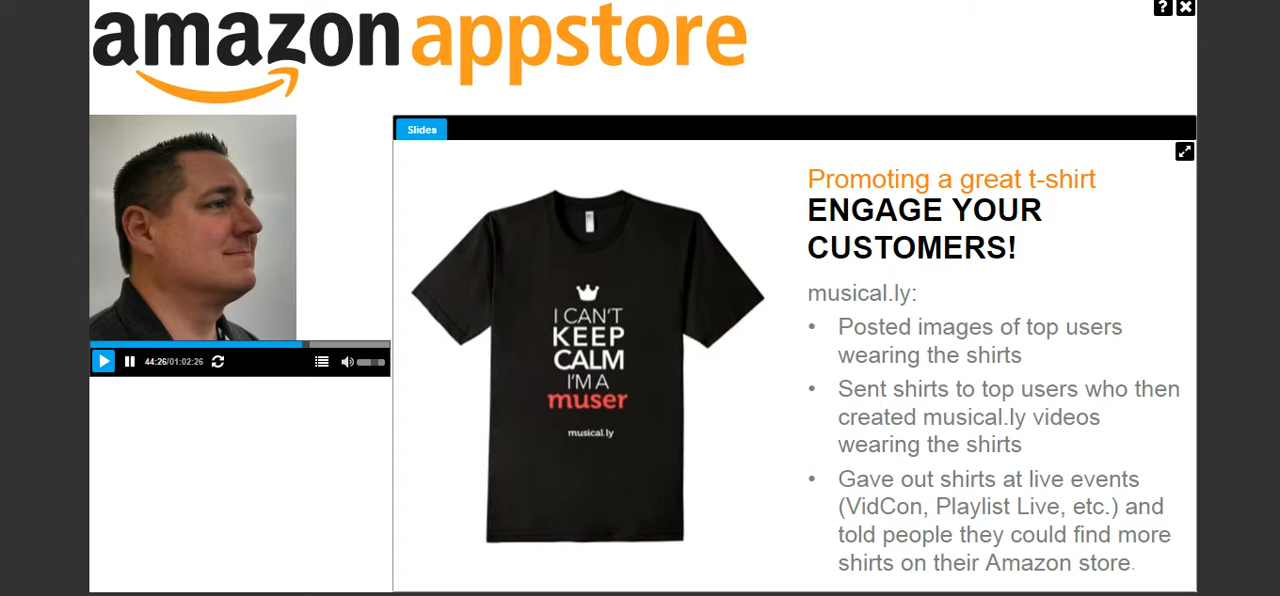 amazon appstore
? ×
Slides
44:26/01:02:26
I CAN'T
KEEP
CALM
I'M A
muser
musical.ly
Promoting a great t-shirt
ENGAGE YOUR
CUSTOMERS!
musical.ly:
• Posted images of top users
wearing the shirts
• Sent shirts to top users who then
created musical.ly videos
wearing the shirts
• Gave out shirts at live events
(VidCon, Playlist Live, etc.) and
told people they could find more
shirts on their Amazon store.